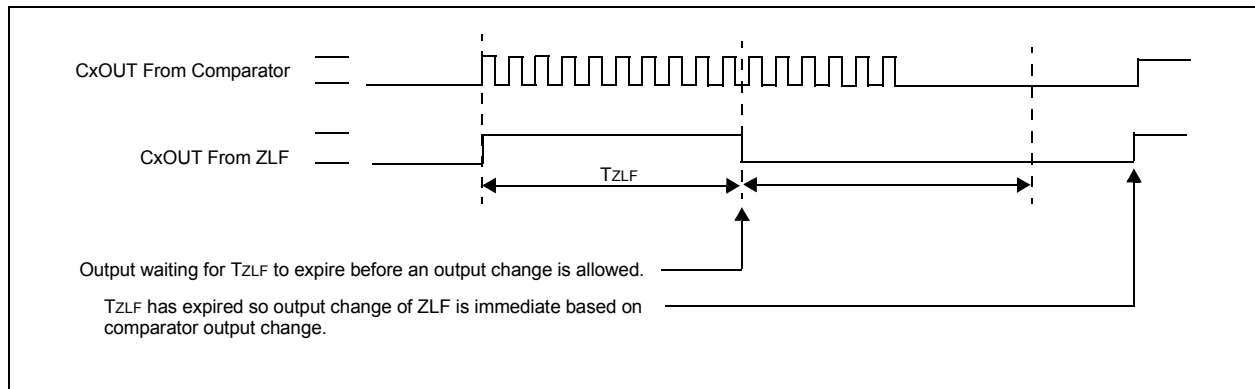 CxOUT From Comparator
CxOUT From ZLF
TZLF
Output waiting for TZLF to expire before an output change is allowed.
TZLF has expired so output change of ZLF is immediate based on
comparator output change.